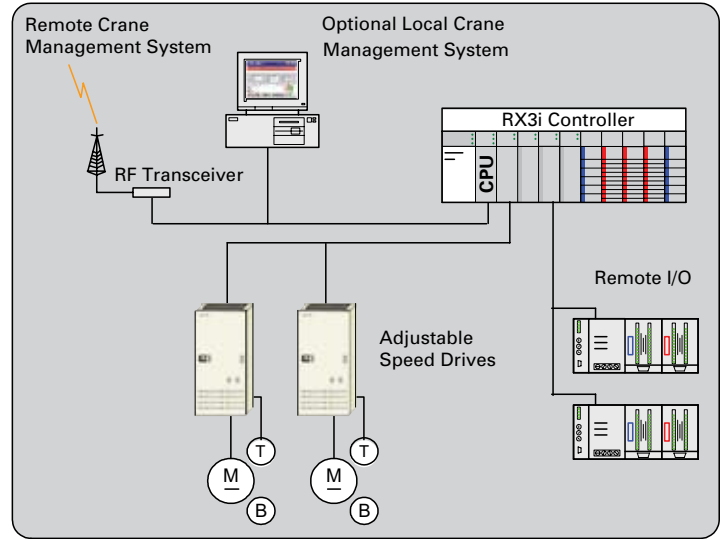 Remote Crane
Management System
Optional Local Crane
Management System
RX3i Controller
CPU
RF Transceiver
Remote I/O
Adjustable
Speed Drives
T
T
M
M
B
B